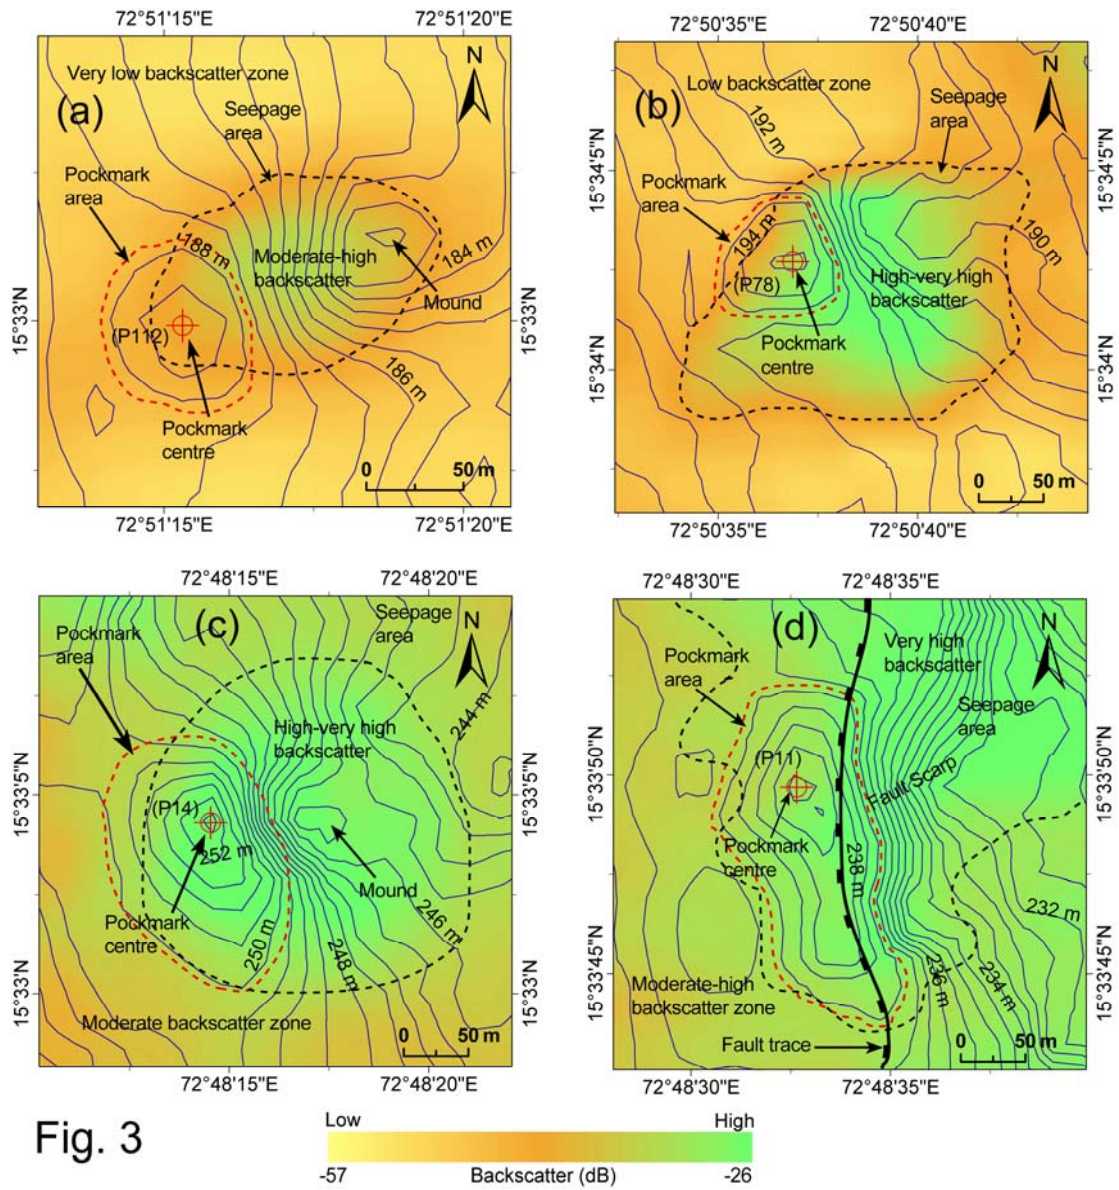 72°51'15"E
72°51'20"E
Very low backscatter zone
N
(a)
Seepage
area
Pockmark
area
188 m
184 m
Moderate-high
backscatter
Mound
15°33'N
15°33'N
(P112)
186 m
Pockmark
centre
0 50 m
72°51'15"E
72°51'20"E
72°50'35"E
72°50'40"E
Low backscatter zone
N
(b)
192 m
Seepage
area
15°34'5"N
15°34'5"N
Pockmark
area
194 m
190 m
(P78)
High-very high
backscatter
Pockmark
centre
15°34'N
15°34'N
0 50 m
72°50'35"E
72°50'40"E
72°48'15"E
72°48'20"E
(c)
Seepage
area
N
Pockmark
area
244 m
High-very high
backscatter
15°33'5"N
15°33'5"N
(P14)
252 m
Mound
Pockmark
centre
250 m
246 m
248 m
15°33'N
15°33'N
Moderate backscatter zone
0 50 m
72°48'15"E
72°48'20"E
72°48'30"E
72°48'35"E
(d)
Very high
backscatter
N
Pockmark
area
Seepage
area
15°33'50"N
15°33'50"N
(P11)
Fault Scarp
Pockmark
centre
238 m
232 m
15°33'45"N
15°33'45"N
Moderate-high
backscatter zone
236 m
234 m
Fault trace
0 50 m
72°48'30"E
72°48'35"E
Fig. 3
Low
High
-57
Backscatter (dB)
-26